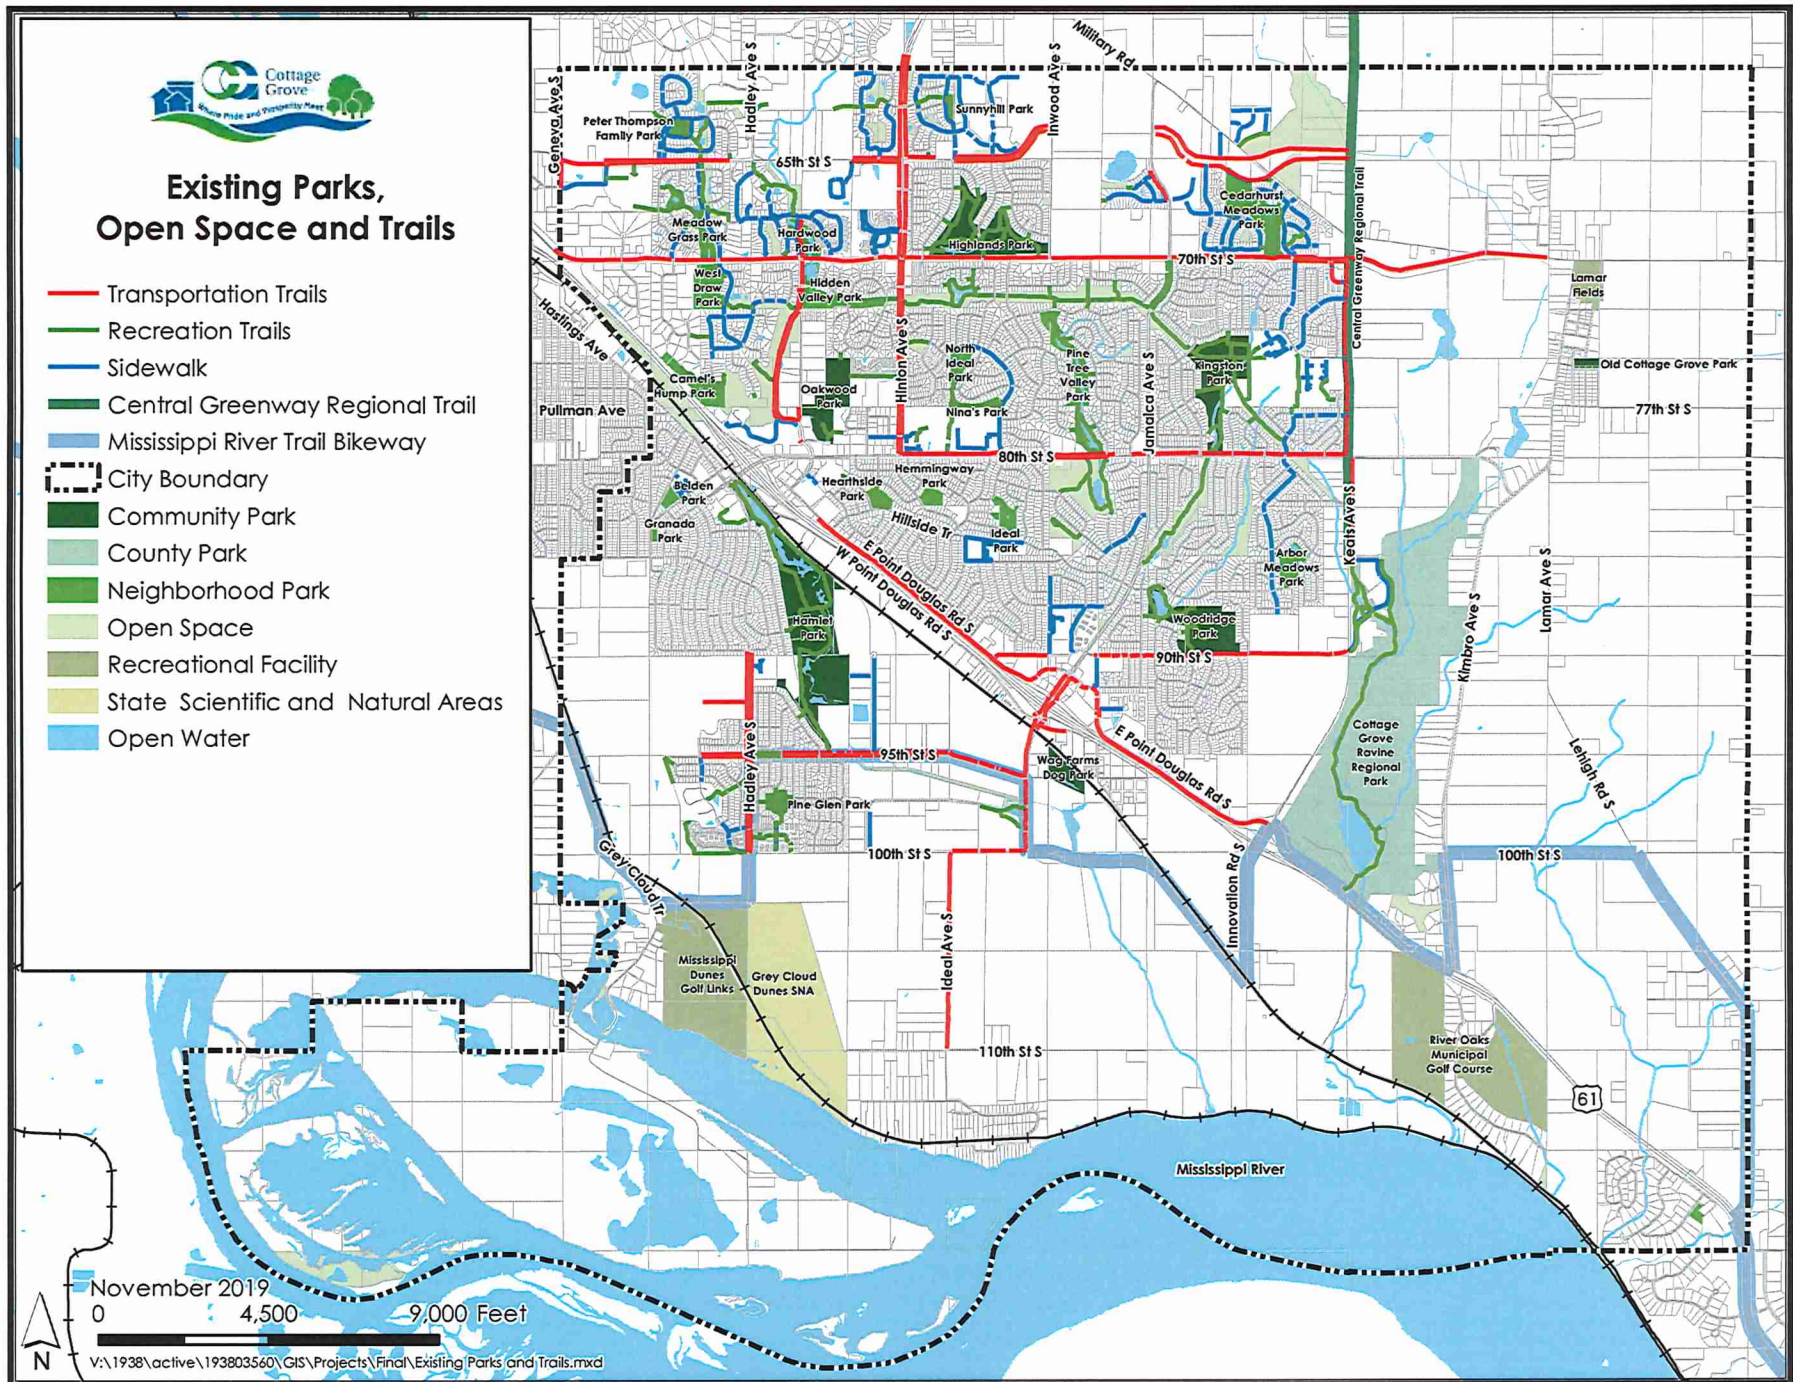 Cottage
Grove
Where Pride and Prosperity Meet
Existing Parks,
Open Space and Trails
Transportation Trails
Recreation Trails
Sidewalk
Central Greenway Regional Trail
Mississippi River Trail Bikeway
City Boundary
Community Park
County Park
Neighborhood Park
Open Space
Recreational Facility
State Scientific and Natural Areas
Open Water
November 2019
0 4,500 9,000 Feet
N
V:\1938\active\193803560\GIS\Projects\Final\Existing Parks and Trails.mxd
Military Rd
Geneva Ave S
Hadley Ave S
Inwood Ave S
Peter Thompson
Family Park
Sunnyhill Park
65th St S
Central Greenway Regional Trail
Meadow
Grass Park
Hardwood
Park
Highlands Park
Cedarhurst
Meadows
Park
70th St S
West
Draw
Park
Hidden
Valley Park
Lamar
Fields
Hastings Ave
Hinton Ave S
North
Ideal
Park
Pine
Tree
Valley
Park
Jamaica Ave S
Kingston
Park
Old Cottage Grove Park
Camel's
Hump Park
Oakwood
Park
Pullman Ave
Nina's Park
77th St S
80th St S
Belden
Park
Hearthside
Park
Hemmingway
Park
Granada
Park
Hillside Tr
Ideal
Park
Keats Ave S
E Point Douglas Rd S
W Point Douglas Rd S
Arbor
Meadows
Park
Lamar Ave S
Kimbro Ave S
Hamlet
Park
Woodridge
Park
90th St S
Hadley Ave S
95th St S
E Point Douglas Rd S
Cottage
Grove
Ravine
Regional
Park
Lehigh Rd S
Wag Farms
Dog Park
Pine Glen Park
Grey Cloud Tr
100th St S
Innovation Rd S
100th St S
Ideal Ave S
Mississippi
Dunes
Golf Links
Grey Cloud
Dunes SNA
110th St S
River Oaks
Municipal
Golf Course
61
Mississippi River